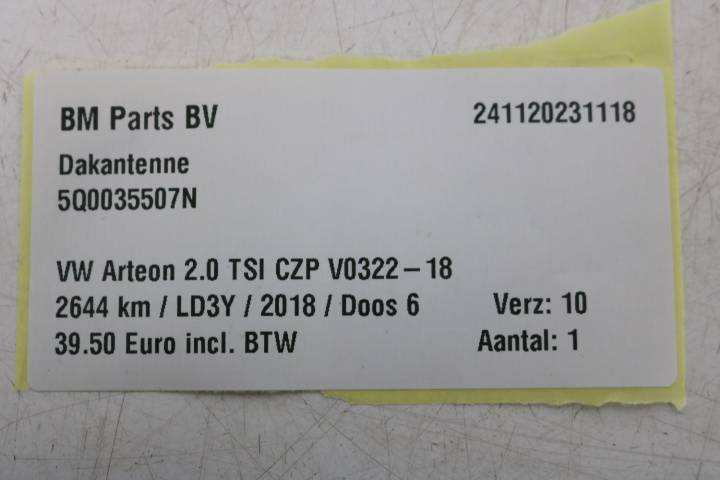 BM Parts BV 241120231118
Dakantenne
5Q0035507N
VW Arteon 2.0 TSI CZP V0322-18
2644 km / LD3Y / 2018 / Doos 6 Verz: 10
39.50 Euro incl. BTW Aantal: 1